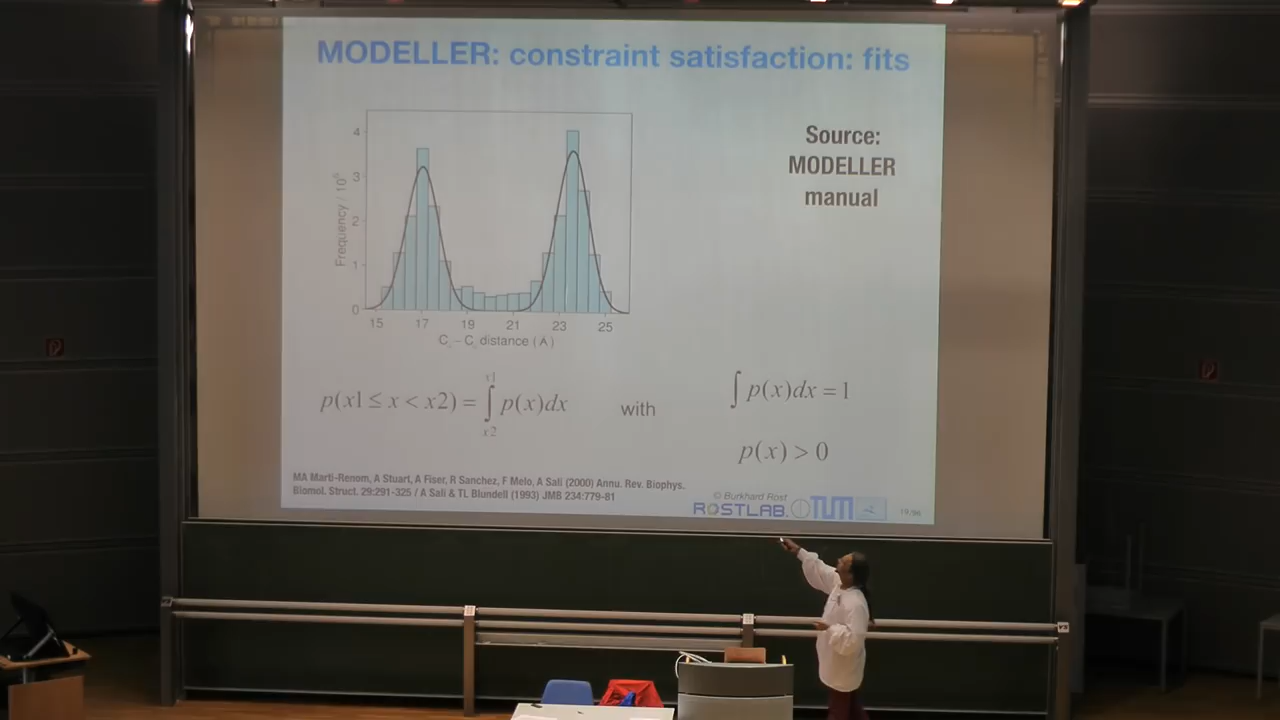 MODELLER: constraint satisfaction: fits
Source:
MODELLER
manual
4
3
2
1
0
Frequency / 10⁶
15 17 19 21 23 25
C – C distance (Å)
p(x1 ≤ x < x2) = ∫ p(x)dx
x1
x2
with
∫ p(x)dx = 1
p(x) > 0
MA Marti-Renom, A Stuart, A Fiser, R Sanchez, F Melo, A Sali (2000) Annu. Rev. Biophys.
Biomol. Struct. 29:291-325 / A Sali & TL Blundell (1993) JMB 234:779-81
© Burkhard Rost
ROSTLAB
TUM
19/96